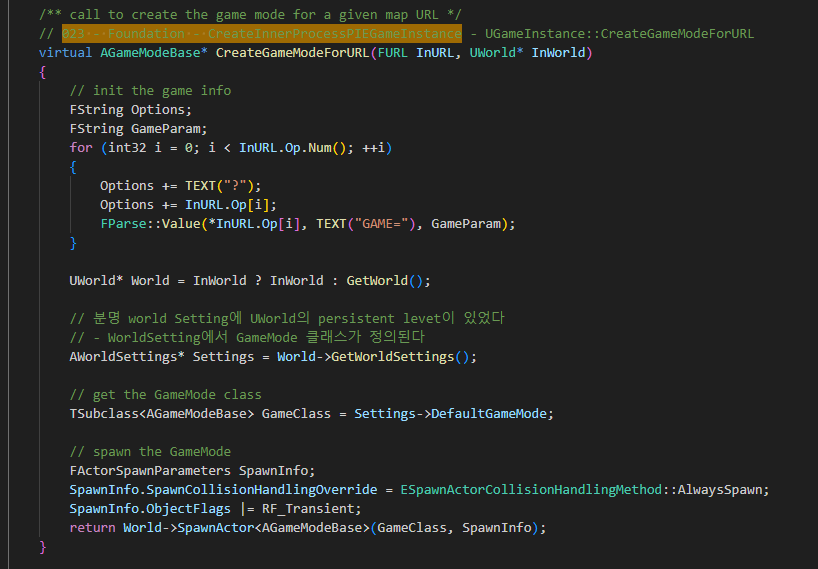 /** call to create the game mode for a given map URL */
// 023 - Foundation - CreateInnerProcessPIEGameInstance - UGameInstance::CreateGameModeForURL
virtual AGameModeBase* CreateGameModeForURL(FURL InURL, UWorld* InWorld)
{
    // init the game info
    FString Options;
    FString GameParam;
    for (int32 i = 0; i < InURL.Op.Num(); ++i)
    {
        Options += TEXT("?");
        Options += InURL.Op[i];
        FParse::Value(*InURL.Op[i], TEXT("GAME="), GameParam);
    }

    UWorld* World = InWorld ? InWorld : GetWorld();

    // 분명 world Setting에 UWorld의 persistent levet이 있었다
    // - WorldSetting에서 GameMode 클래스가 정의된다
    AWorldSettings* Settings = World->GetWorldSettings();

    // get the GameMode class
    TSubclass<AGameModeBase> GameClass = Settings->DefaultGameMode;

    // spawn the GameMode
    FActorSpawnParameters SpawnInfo;
    SpawnInfo.SpawnCollisionHandlingOverride = ESpawnActorCollisionHandlingMethod::AlwaysSpawn;
    SpawnInfo.ObjectFlags |= RF_Transient;
    return World->SpawnActor<AGameModeBase>(GameClass, SpawnInfo);
}